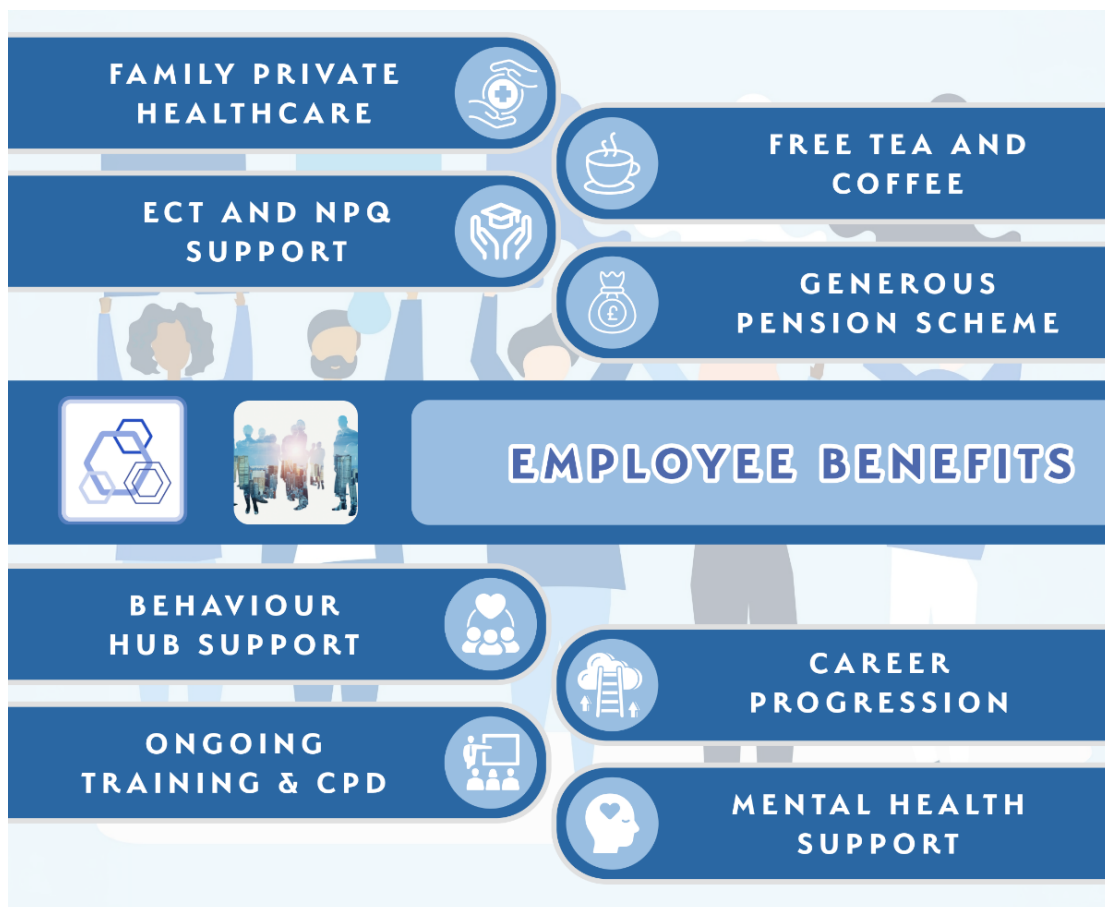 FAMILY PRIVATE
HEALTHCARE
FREE TEA AND
COFFEE
ECT AND NPQ
SUPPORT
GENEROUS
PENSION SCHEME
£
EMPLOYEE BENEFITS
BEHAVIOUR
HUB SUPPORT
CAREER
PROGRESSION
ONGOING
TRAINING & CPD
MENTAL HEALTH
SUPPORT